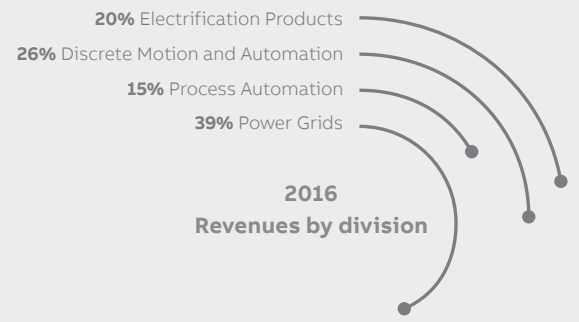 20% Electrification Products
26% Discrete Motion and Automation
15% Process Automation
39% Power Grids
2016
Revenues by division